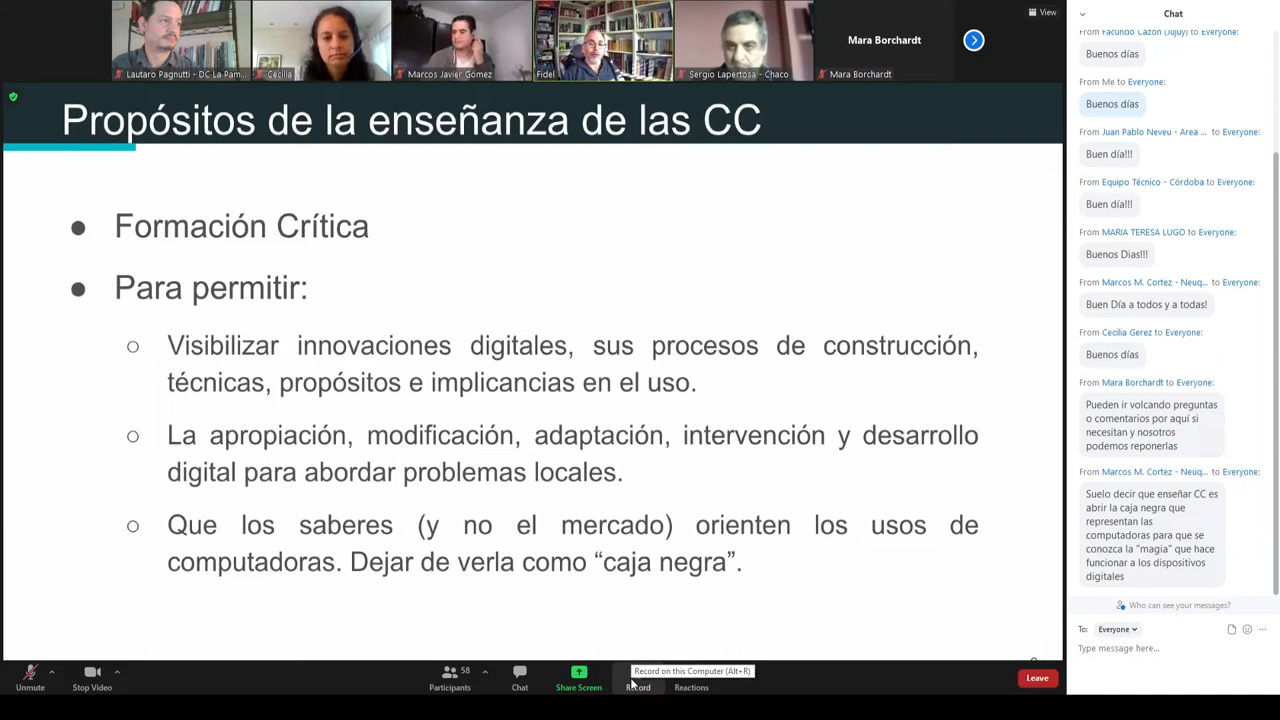 Lautaro Pagnutti - DC La Pam...
Cecilia
Marcos Javier Gómez
Fidel
Sergio Lapertosa - Chaco
Mara Borchardt
Mara Borchardt
View
Propósitos de la enseñanza de las CC
● Formación Crítica
● Para permitir:
○ Visibilizar innovaciones digitales, sus procesos de construcción,
técnicas, propósitos e implicancias en el uso.
○ La apropiación, modificación, adaptación, intervención y desarrollo
digital para abordar problemas locales.
○ Que los saberes (y no el mercado) orienten los usos de
computadoras. Dejar de verla como “caja negra”.
Unmute
Stop Video
58
Participants
Chat
Share Screen
Record on this Computer (Alt+R)
Record
Reactions
Leave
Chat
From Facundo Cazon (Jujuy) to Everyone:
Buenos días
From Me to Everyone:
Buenos días
From Juan Pablo Neveu - Area ... to Everyone:
Buen día!!!
From Equipo Técnico - Córdoba to Everyone:
Buen día!!!
From MARIA TERESA LUGO to Everyone:
Buenos Dias!!!
From Marcos M. Cortez - Neuq... to Everyone:
Buen Día a todos y a todas!
From Cecilia Gerez to Everyone:
Buenos días
From Mara Borchardt to Everyone:
Pueden ir volcando preguntas
o comentarios por aquí si
necesitan y nosotros
podemos reponerlas
From Marcos M. Cortez - Neuq... to Everyone:
Suelo decir que enseñar CC es
abrir la caja negra que
representan las
computadoras para que se
conozca la "magia" que hace
funcionar a los dispositivos
digitales
Who can see your messages?
To: Everyone
Type message here...